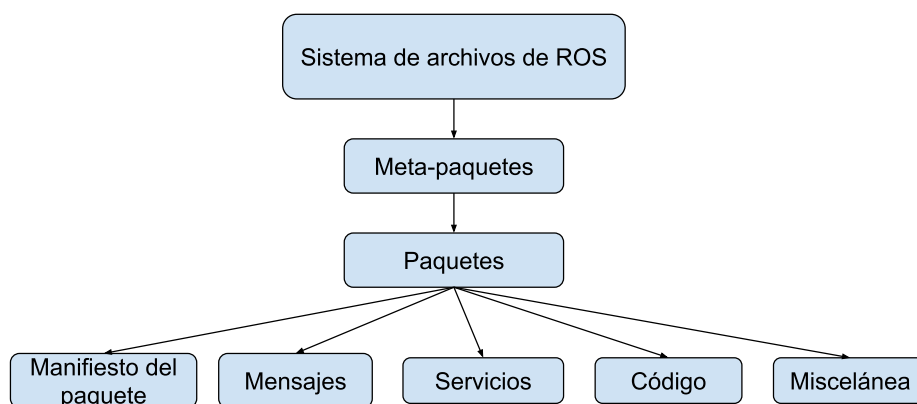 Sistema de archivos de ROS
Meta-paquetes
Paquetes
Manifiesto del
paquete
Mensajes
Servicios
Código
Miscelánea